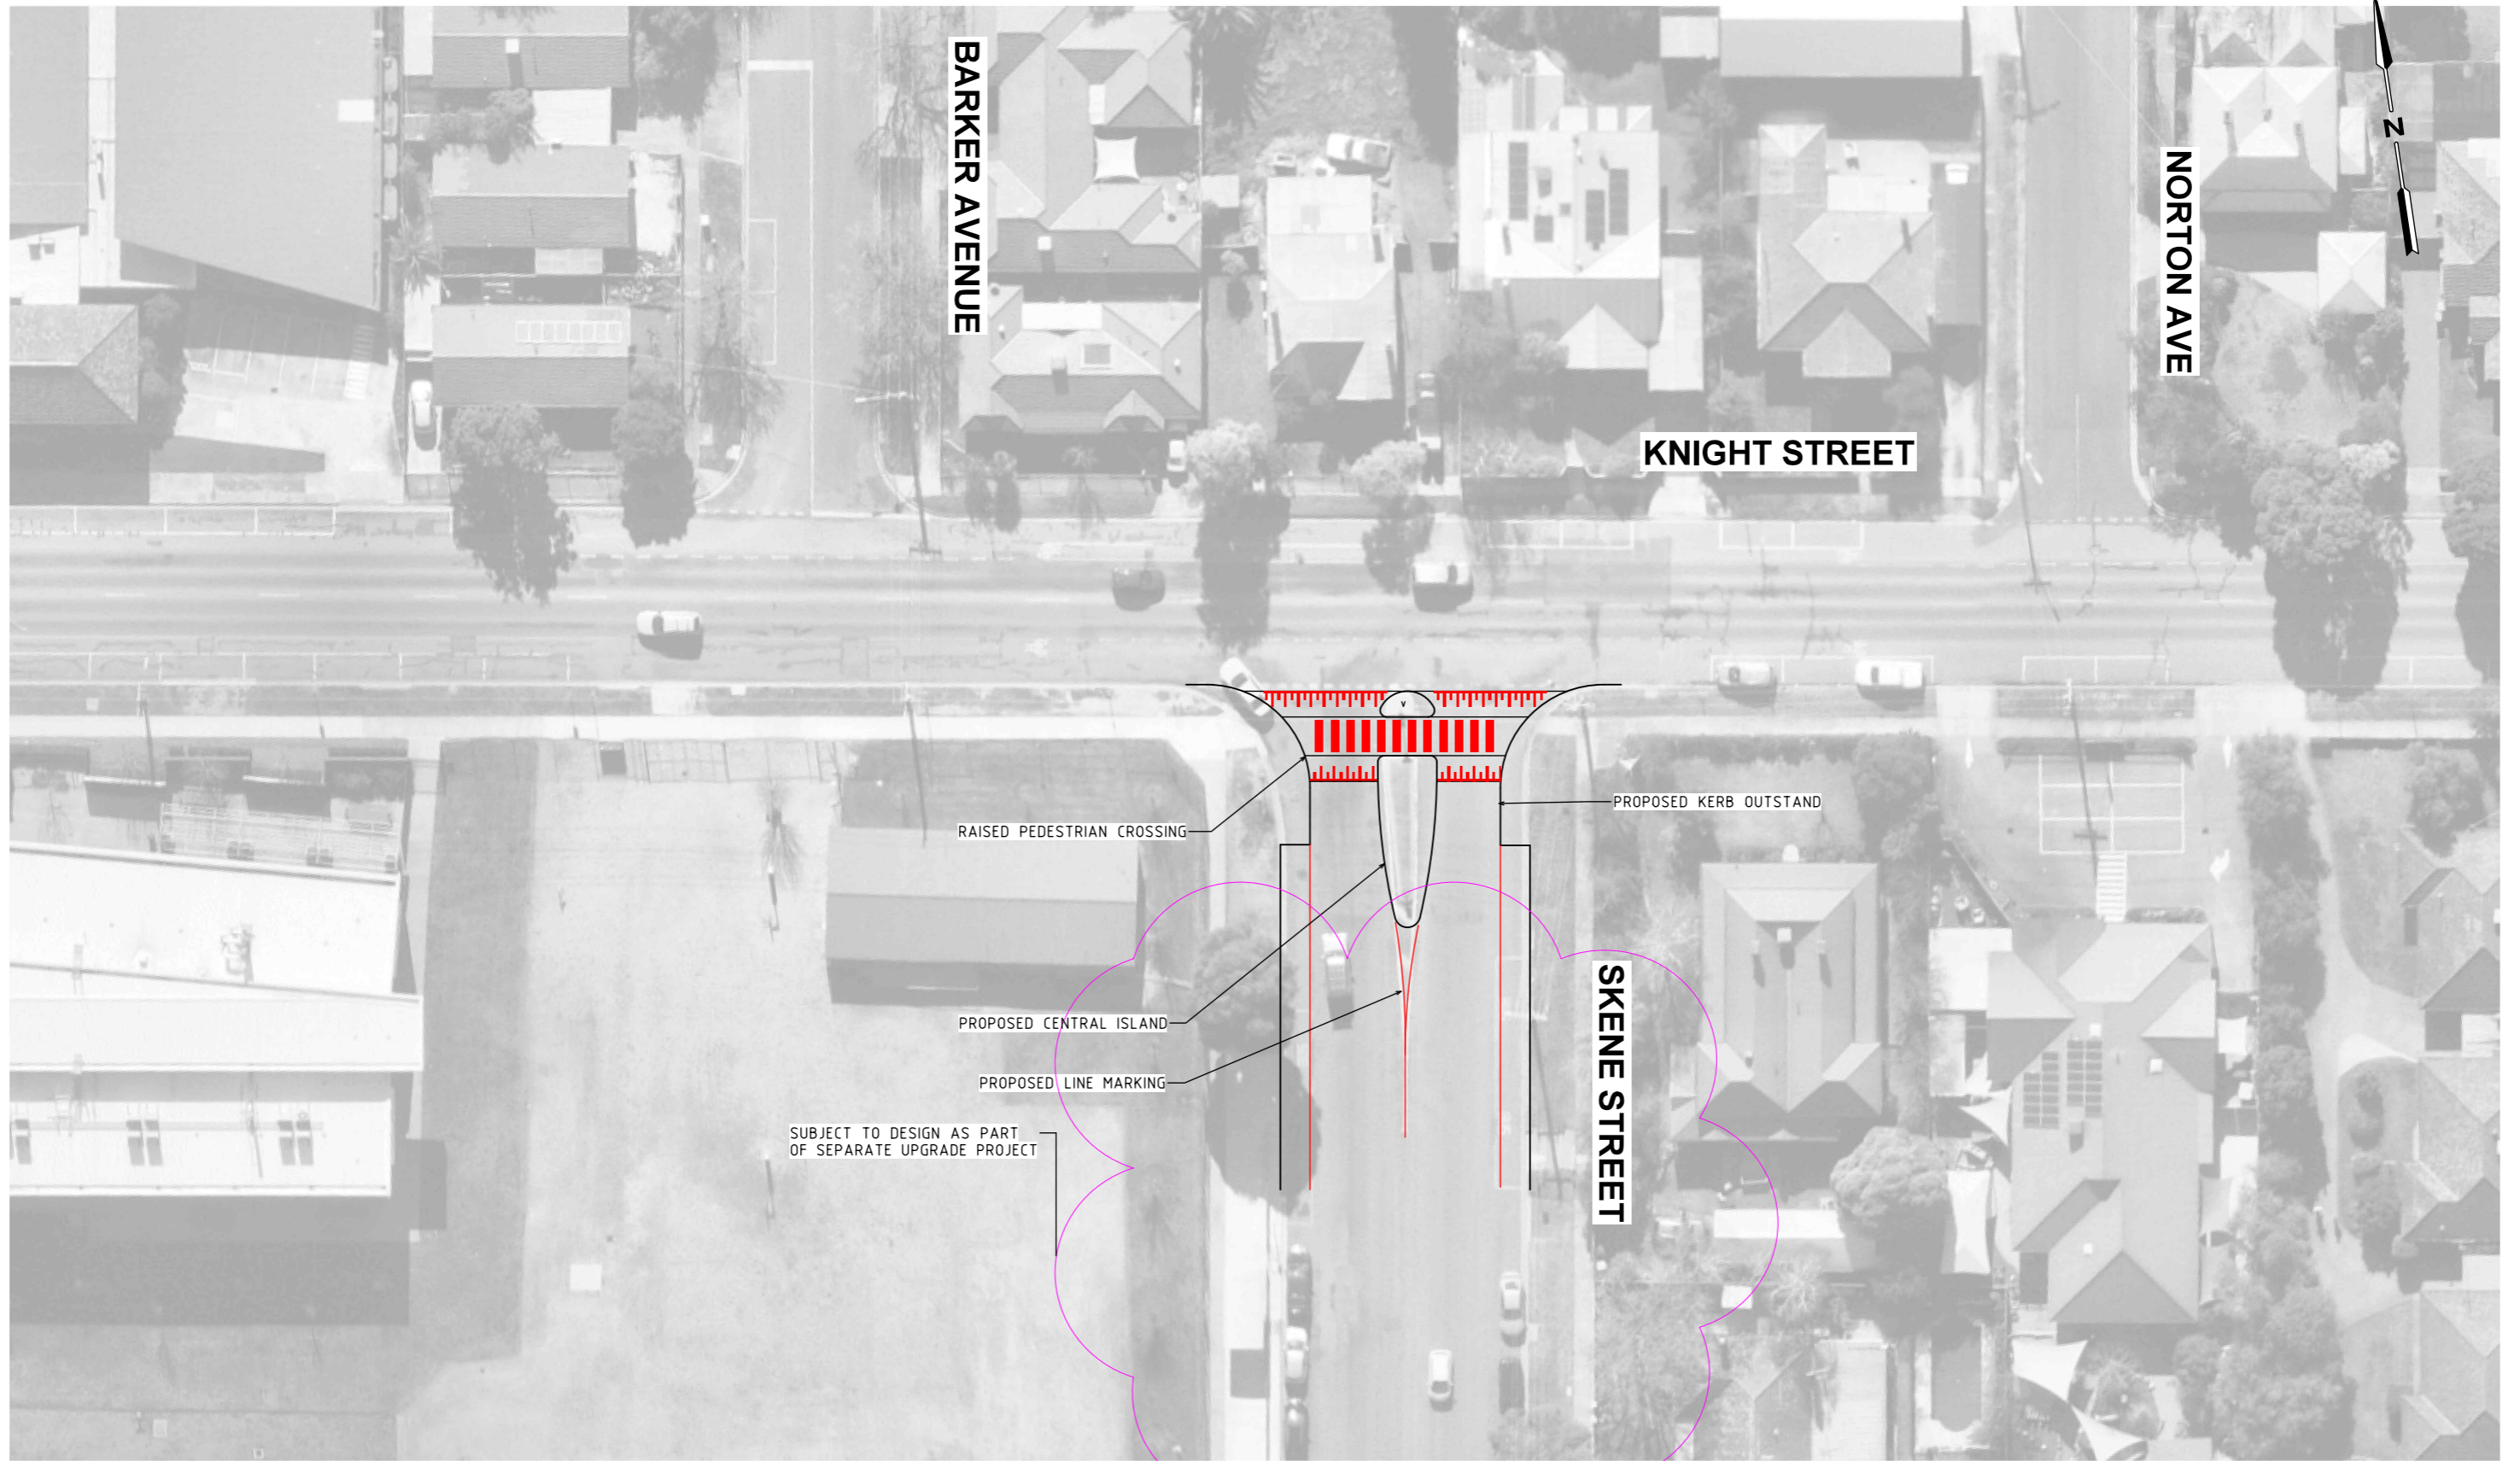 BARKER AVENUE
NORTON AVE
N
KNIGHT STREET
V
PROPOSED KERB OUTSTAND
RAISED PEDESTRIAN CROSSING
PROPOSED CENTRAL ISLAND
SKENE STREET
PROPOSED LINE MARKING
SUBJECT TO DESIGN AS PART
OF SEPARATE UPGRADE PROJECT